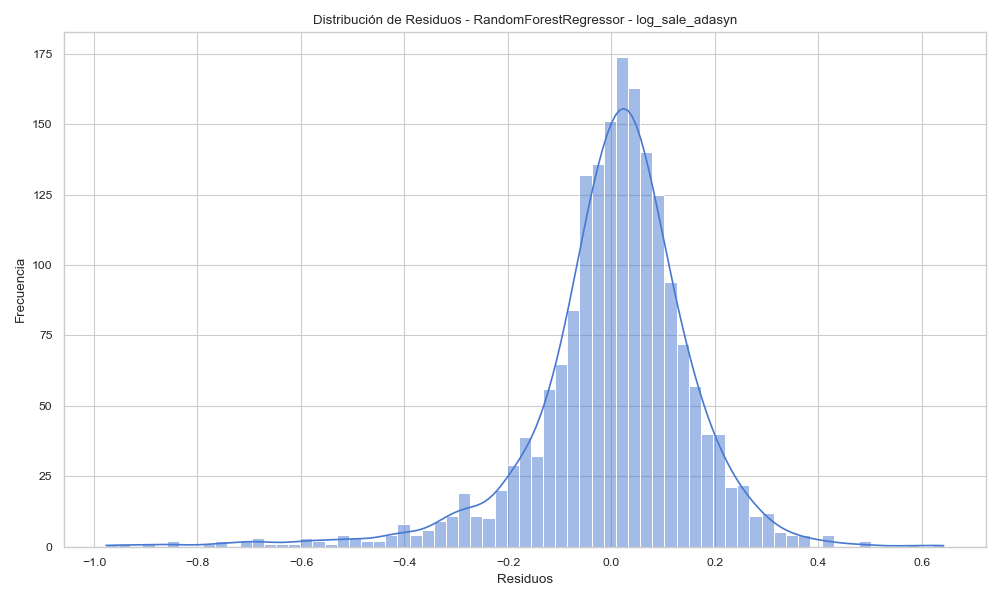 Distribución de Residuos - RandomForestRegressor - log_sale_adasyn
Frecuencia
175
150
125
100
75
50
25
0
−1.0 −0.8 −0.6 −0.4 −0.2 0.0 0.2 0.4 0.6
Residuos